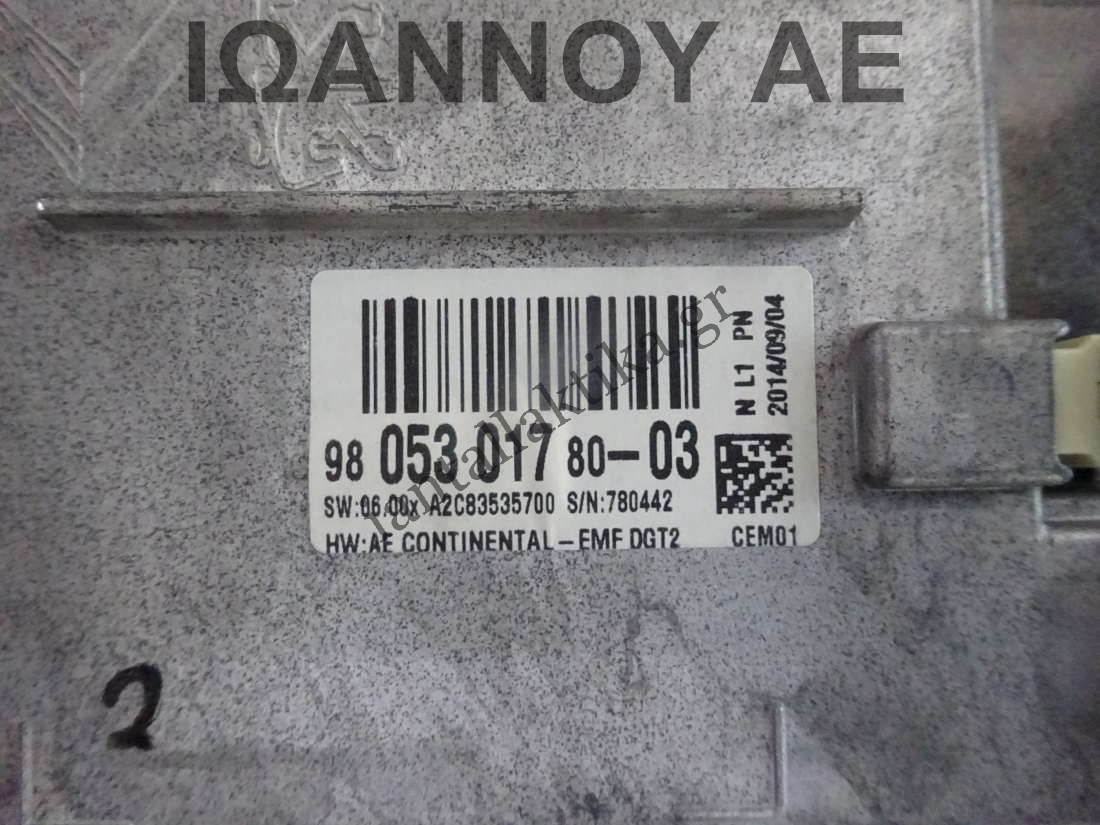 ΙΩΑΝΝΟΥ ΑΕ
98 053 017 80-03
SW:06.00x A2C83535700 S/N:780442
HW:AE CONTINENTAL-EMF DGT2 CEM01
N L1 PN
2014/09/04
iantallaktika.gr
2